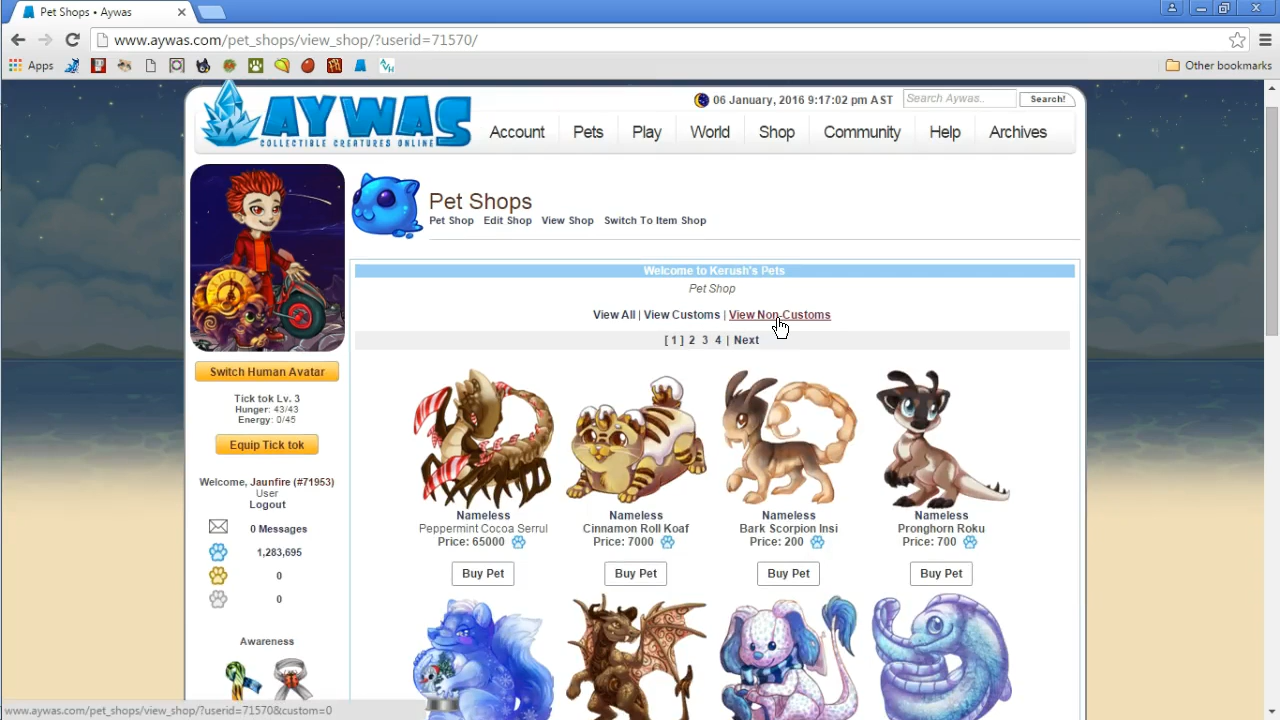 Pet Shops • Aywas
www.aywas.com/pet_shops/view_shop/?userid=71570/
Apps
Other bookmarks
AYWAS
COLLECTIBLE CREATURES ONLINE
06 January, 2016 9:17:02 pm AST
Search Aywas..
Search!
Account Pets Play World Shop Community Help Archives
Pet Shops
Pet Shop Edit Shop View Shop Switch To Item Shop
Welcome to Kerush's Pets
Pet Shop
View All | View Customs | View Non-Customs
[ 1 ] 2 3 4 | Next
Switch Human Avatar
Tick tok Lv. 3
Hunger: 43/43
Energy: 0/45
Equip Tick tok
Welcome, Jaunfire (#71953)
User
Logout
0 Messages
1,283,695
0
0
Awareness
Nameless
Peppermint Cocoa Serrul
Price: 65000
Buy Pet
Nameless
Cinnamon Roll Koaf
Price: 7000
Buy Pet
Nameless
Bark Scorpion Insi
Price: 200
Buy Pet
Nameless
Pronghorn Roku
Price: 700
Buy Pet
www.aywas.com/pet_shops/view_shop/?userid=71570&custom=0